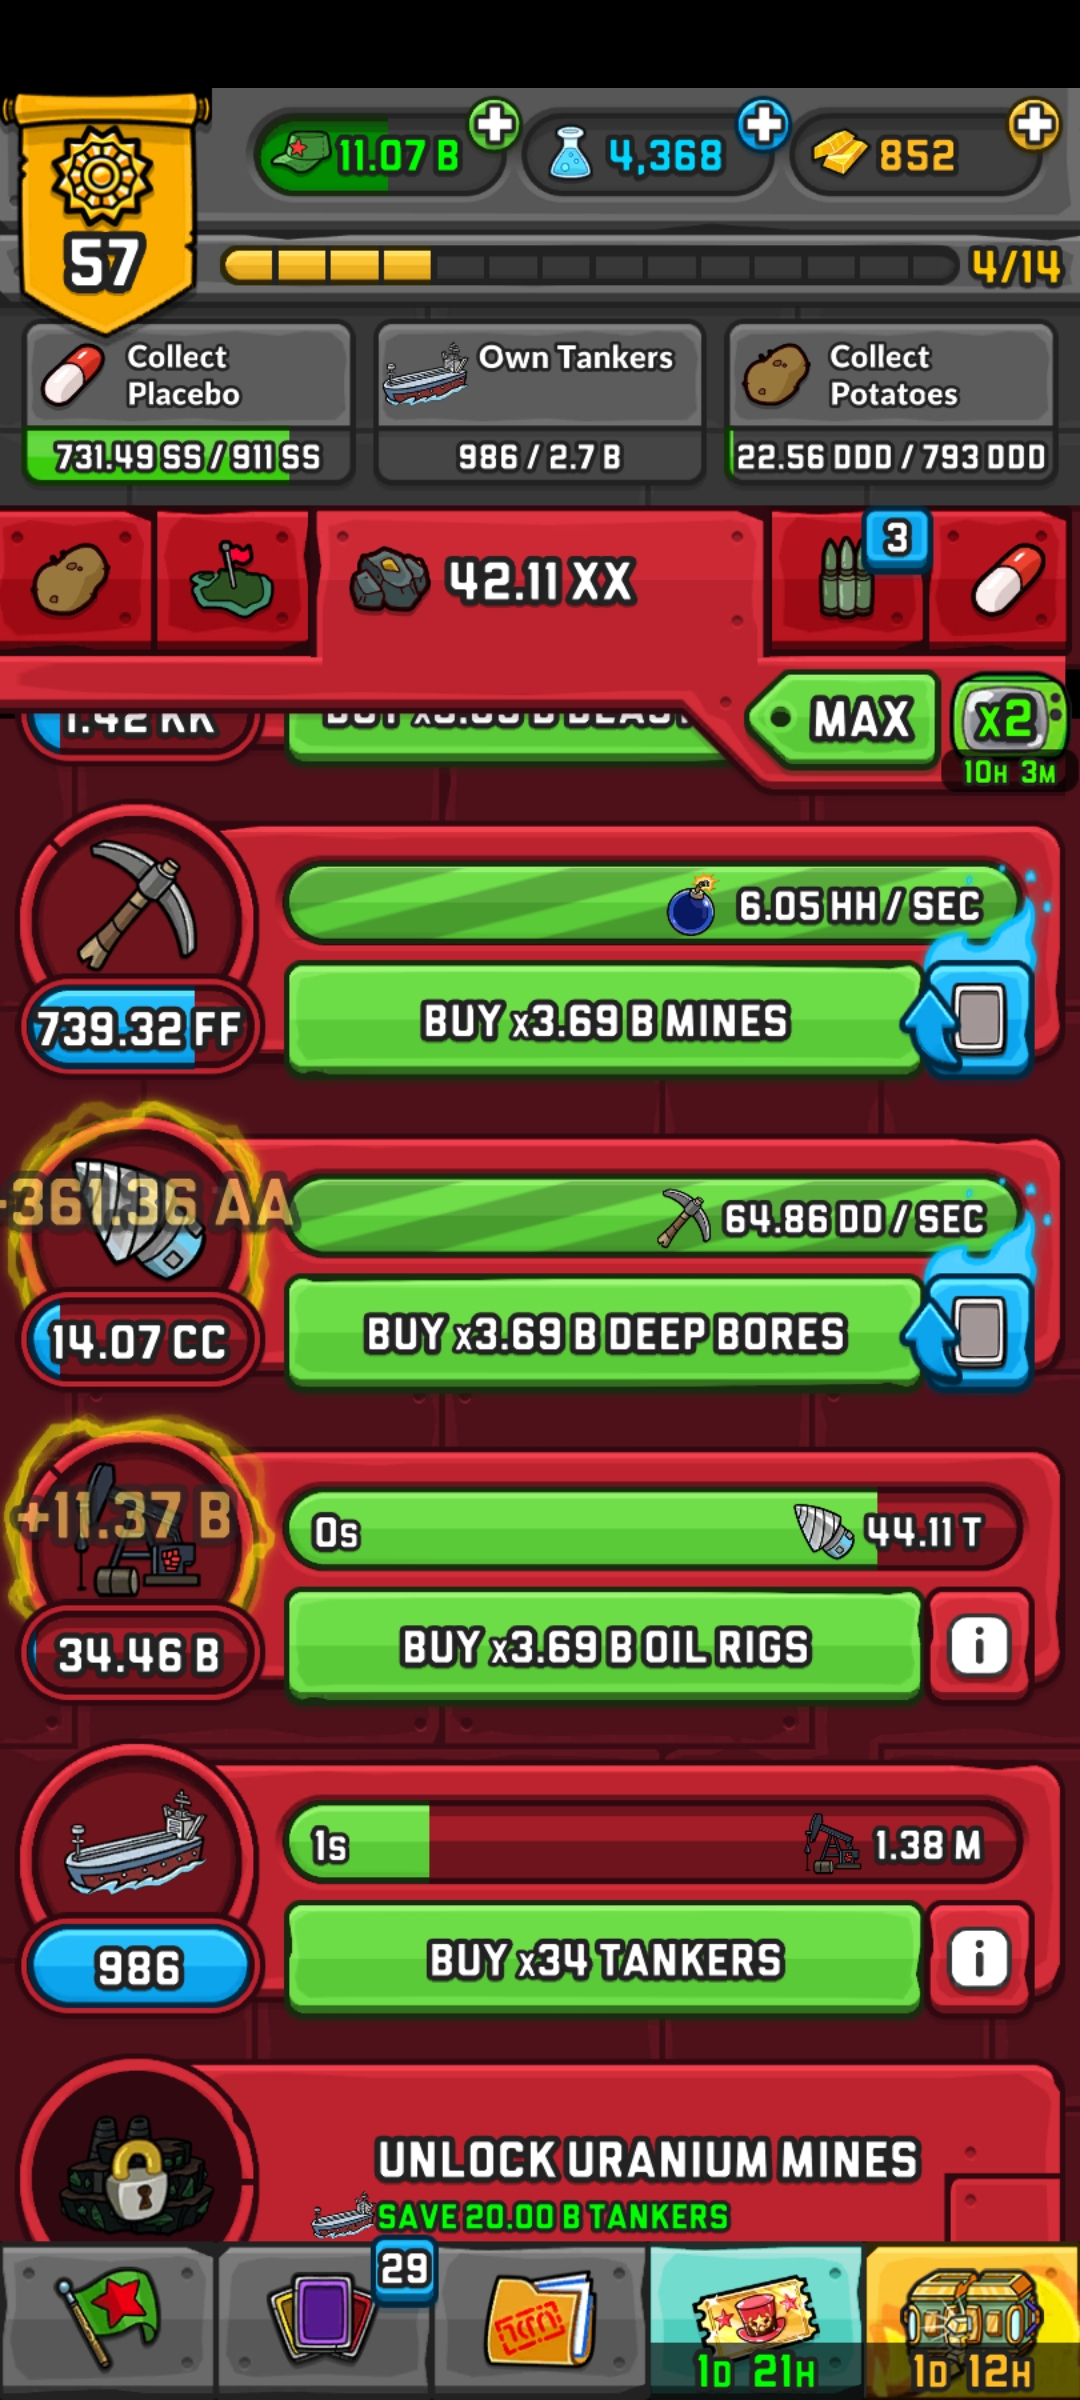 11.07 B
4,368
852
57
4/14
Collect
Placebo
731.49 SS / 911 SS
Own Tankers
986 / 2.7 B
Collect
Potatoes
22.56 DDD / 793 DDD
42.11 XX
3
MAX
x2
10H 3M
1.42 KK
6.05 HH / SEC
739.32 FF
BUY x3.69 B MINES
361.36 AA
64.86 DD / SEC
14.07 CC
BUY x3.69 B DEEP BORES
+11.37 B
0s
44.11 T
34.46 B
BUY x3.69 B OIL RIGS
i
1s
1.38 M
986
BUY x34 TANKERS
i
UNLOCK URANIUM MINES
SAVE 20.00 B TANKERS
29
1D 21H
1D 12H